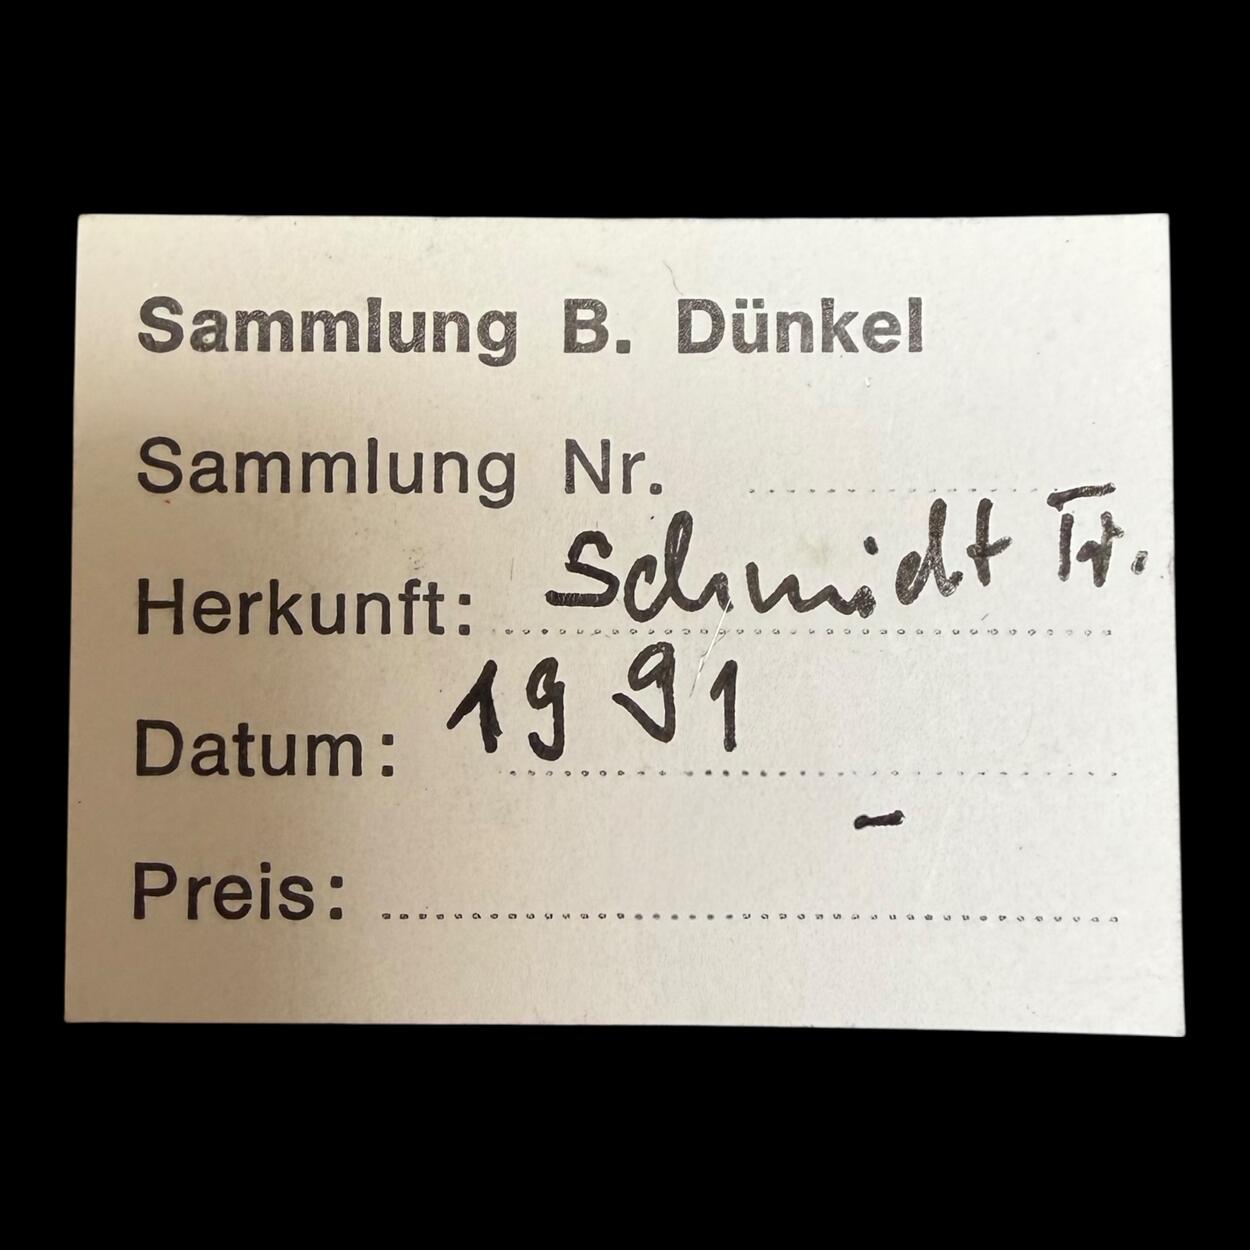 Sammlung B. Dünkel
Sammlung Nr.
Herkunft: Schmidt
Datum: 1991
Preis: –